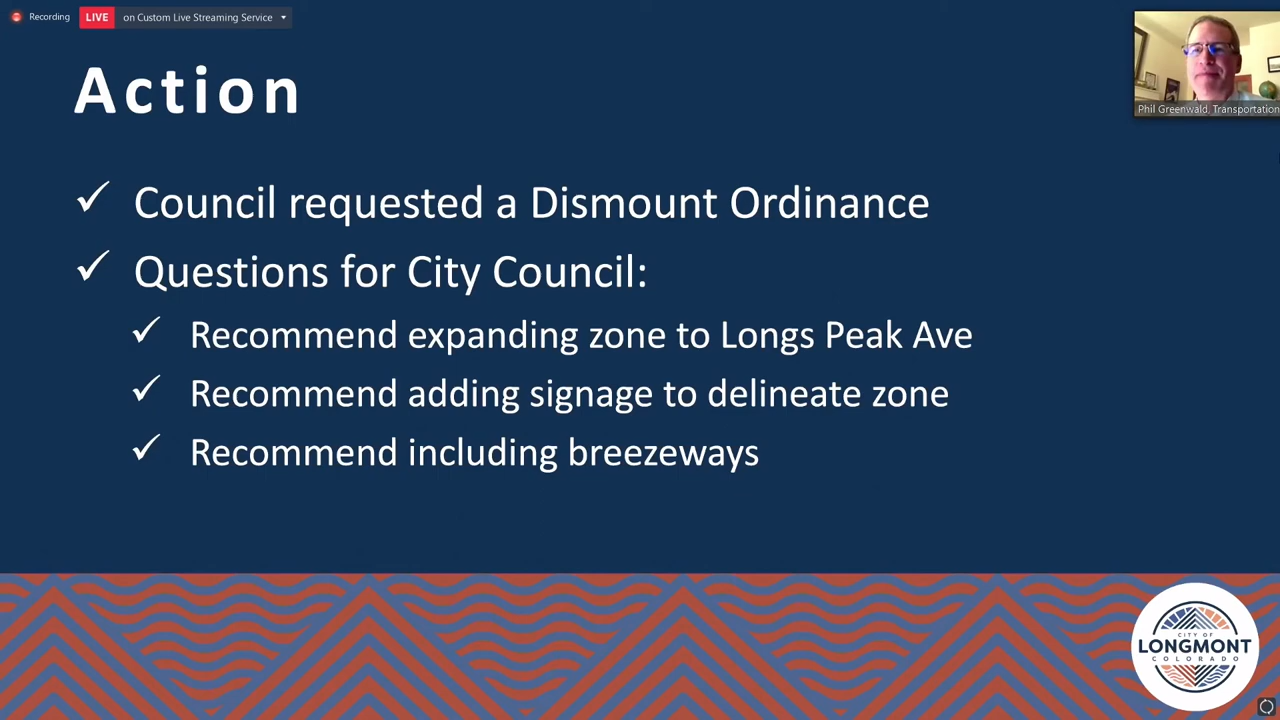 Recording
LIVE on Custom Live Streaming Service
Action
Phil Greenwald, Transportation
Council requested a Dismount Ordinance
Questions for City Council:
Recommend expanding zone to Longs Peak Ave
Recommend adding signage to delineate zone
Recommend including breezeways
CITY OF
LONGMONT
COLORADO